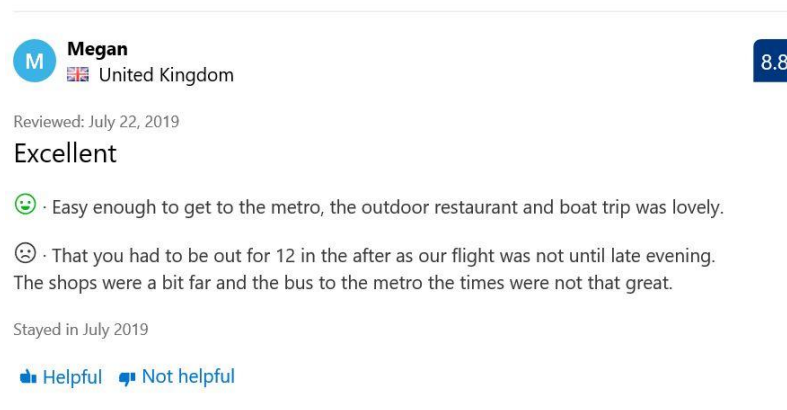 M
Megan
United Kingdom
8.8
Reviewed: July 22, 2019
Excellent
· Easy enough to get to the metro, the outdoor restaurant and boat trip was lovely.
· That you had to be out for 12 in the after as our flight was not until late evening.
The shops were a bit far and the bus to the metro the times were not that great.
Stayed in July 2019
Helpful Not helpful